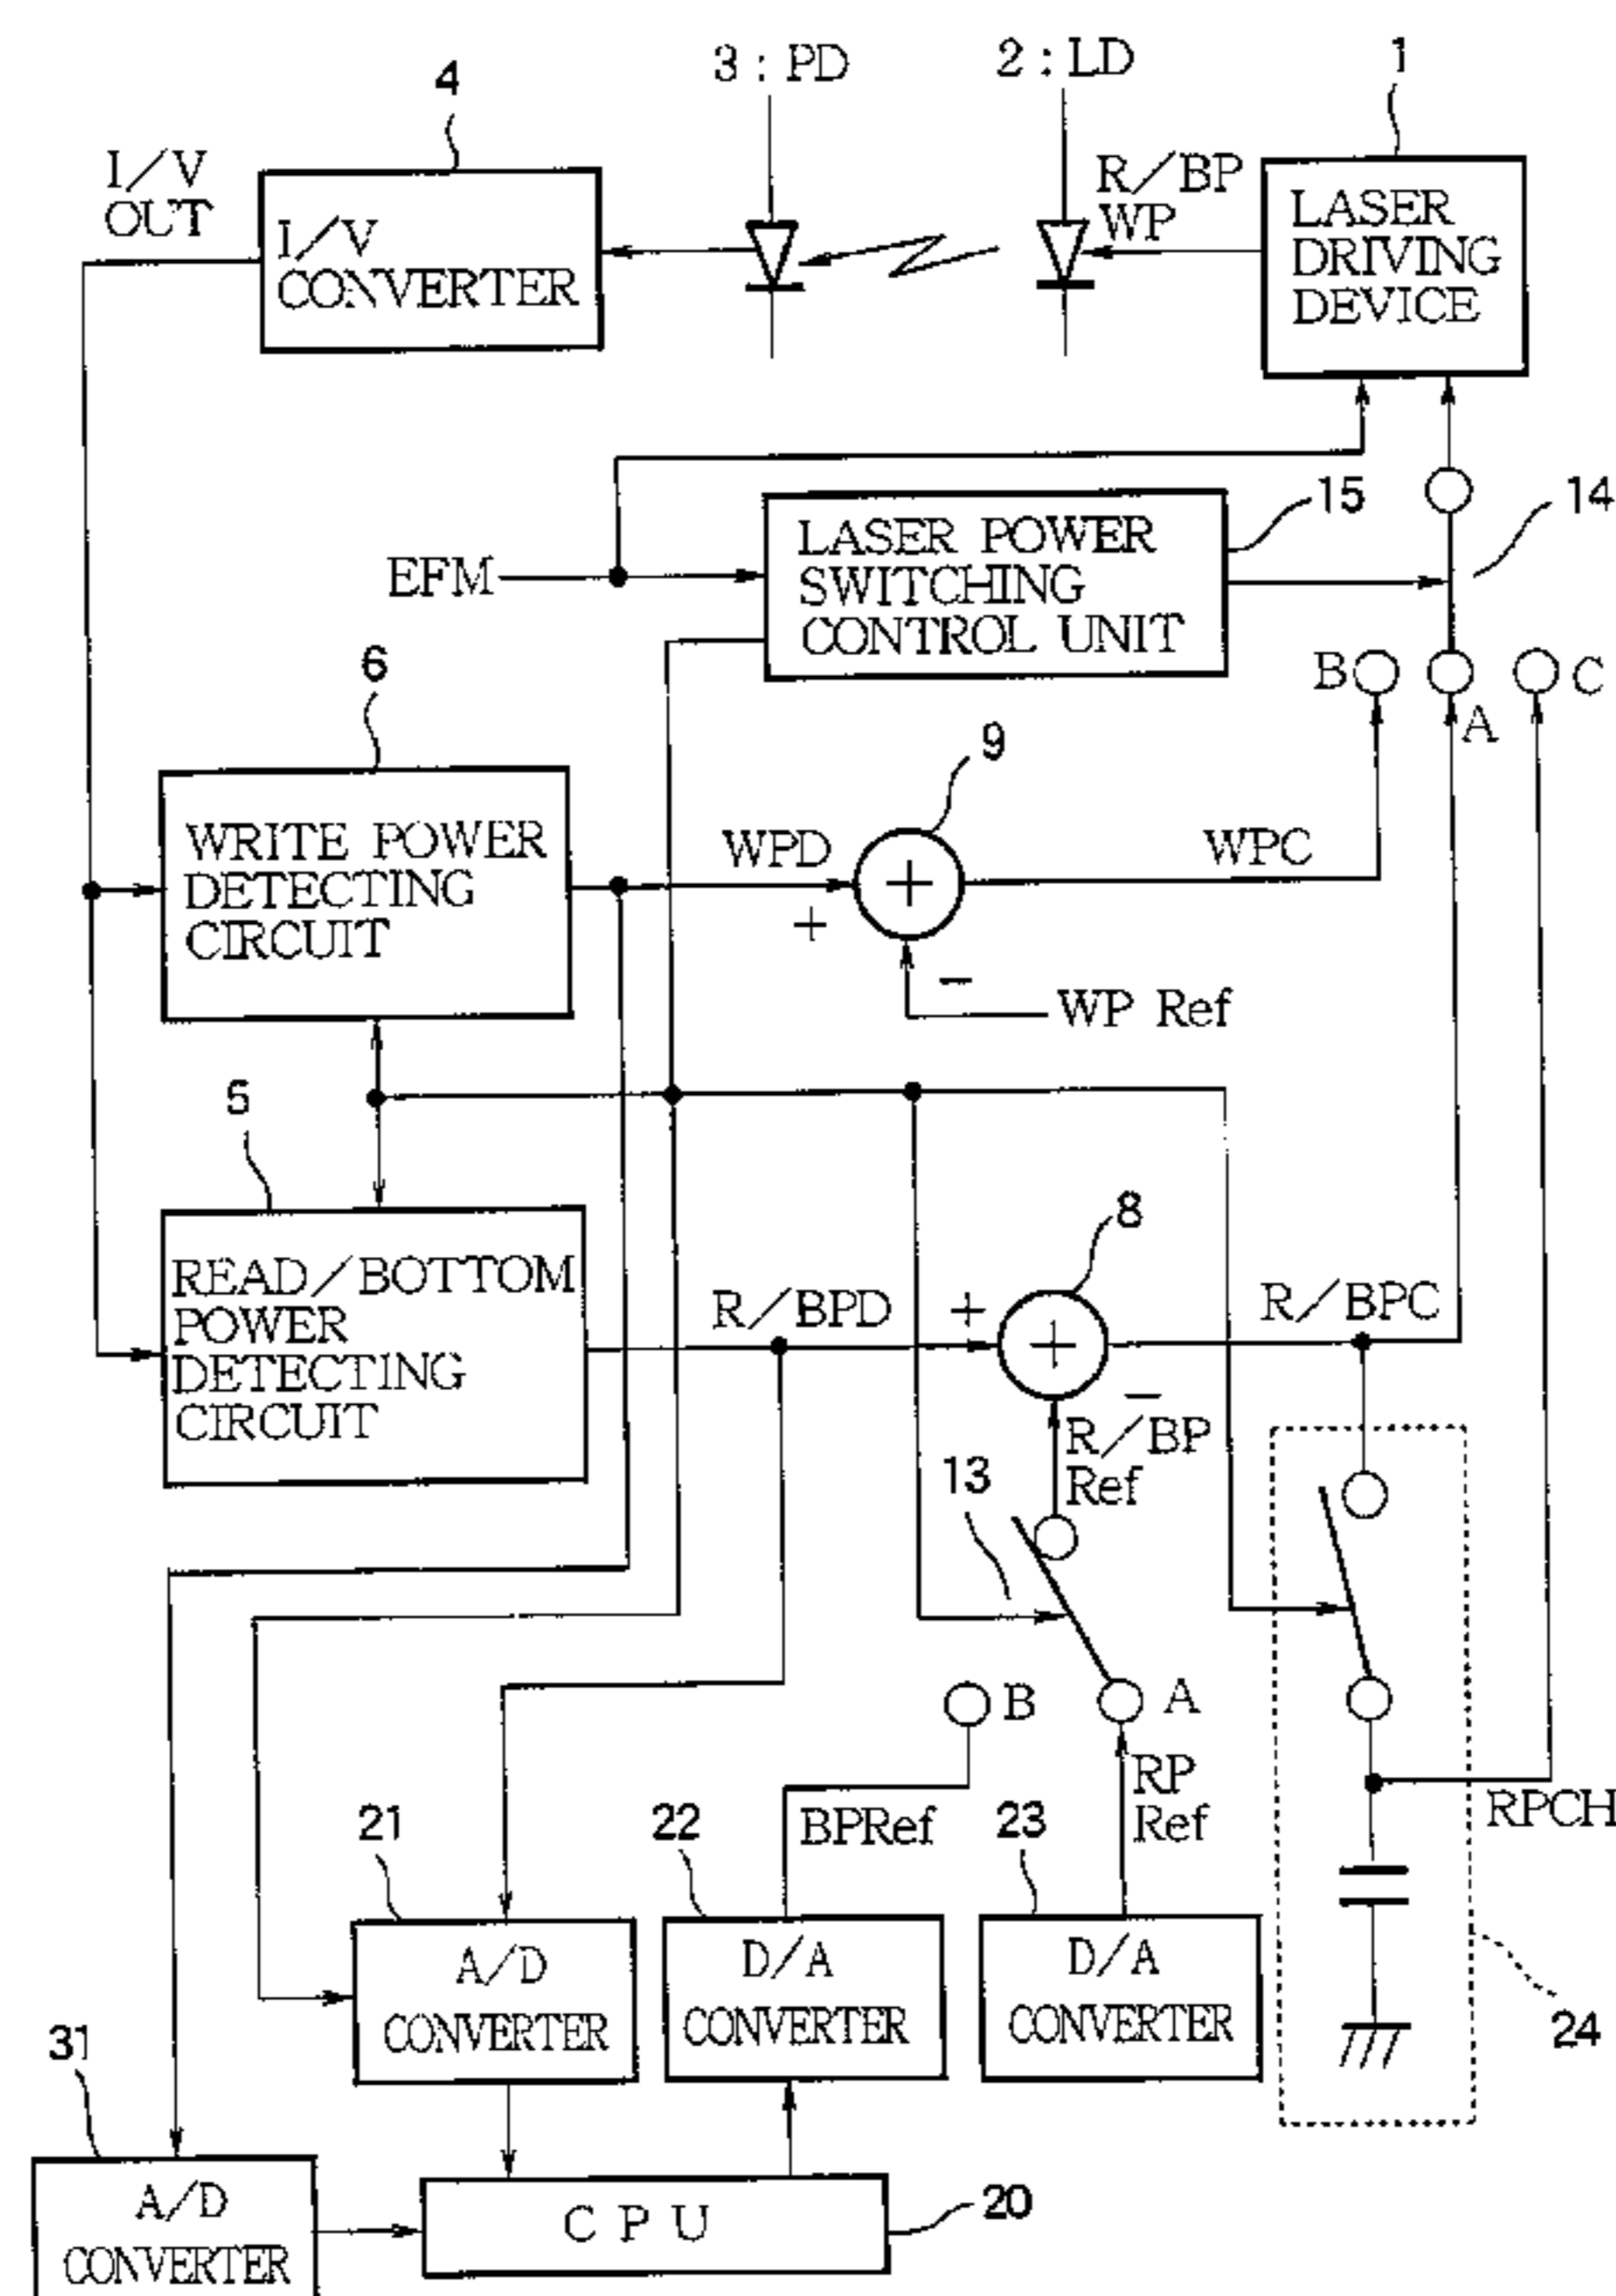 3 : PD
2 : LD
1
4
I/V
OUT
I/V
CONVERTER
R/BP
WP
LASER
DRIVING
DEVICE
15
14
EFM
LASER POWER
SWITCHING
CONTROL UNIT
B
A
C
6
9
WRITE POWER
DETECTING
CIRCUIT
WPD
+
+
WPC
−
WP Ref
5
8
READ/BOTTOM
POWER
DETECTING
CIRCUIT
R/BPD
+
+
R/BPC
−
R/BP
Ref
13
B
A
RP
Ref
BPRef
RPCH
21
22
23
A/D
CONVERTER
D/A
CONVERTER
D/A
CONVERTER
24
31
A/D
CONVERTER
CPU
20